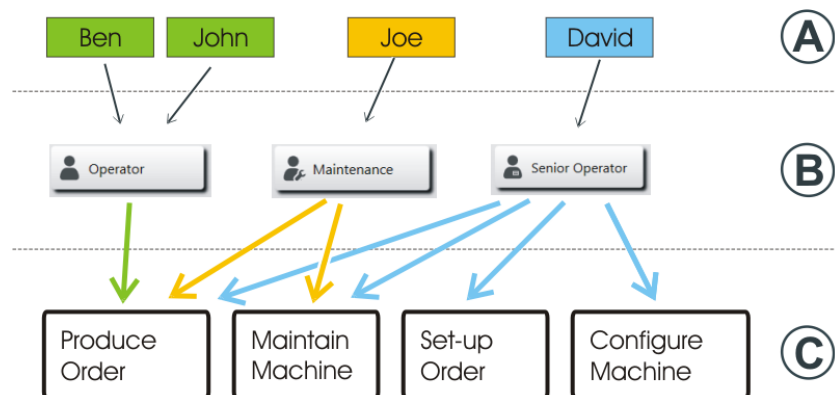 Ben
John
Joe
David
A
Operator
Maintenance
Senior Operator
B
Produce
Order
Maintain
Machine
Set-up
Order
Configure
Machine
C